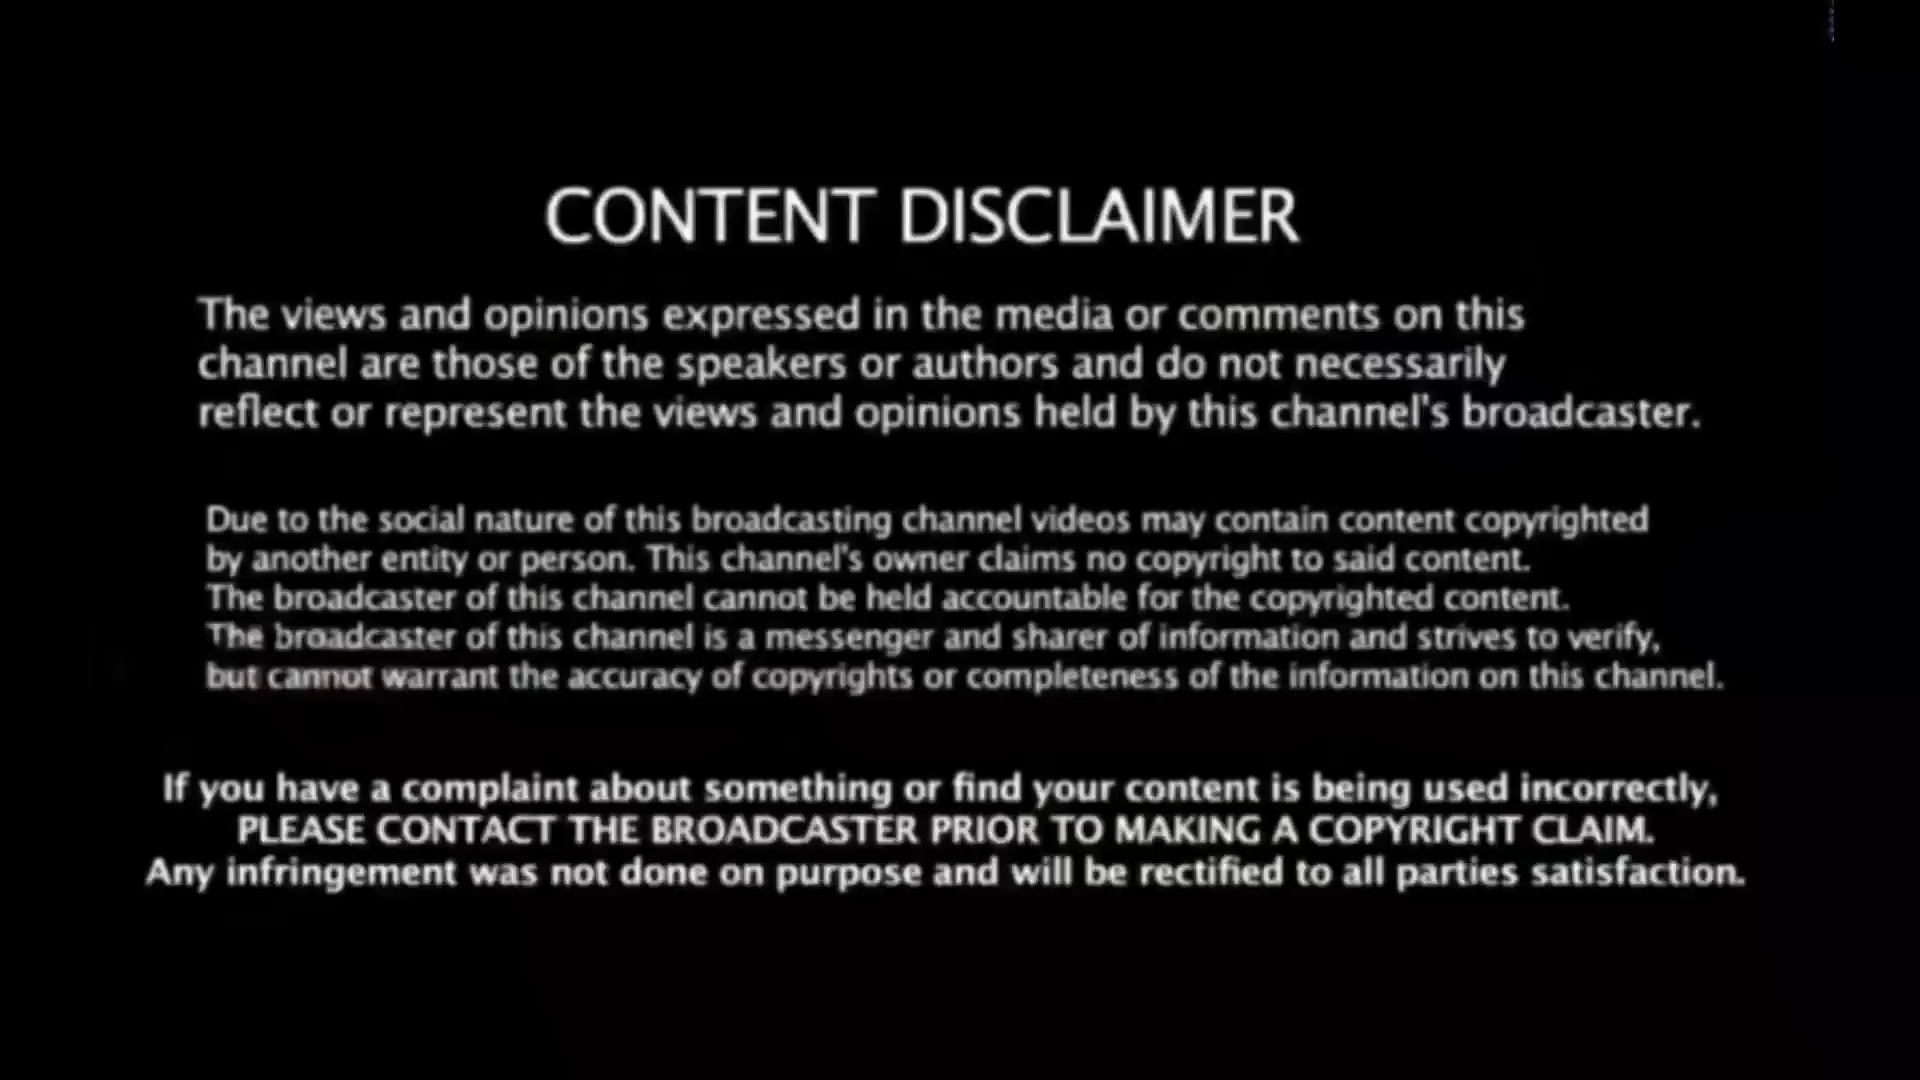 CONTENT DISCLAIMER
The views and opinions expressed in the media or comments on this
channel are those of the speakers or authors and do not necessarily
reflect or represent the views and opinions held by this channel's broadcaster.
Due to the social nature of this broadcasting channel videos may contain content copyrighted
by another entity or person. This channel's owner claims no copyright to said content.
The broadcaster of this channel cannot be held accountable for the copyrighted content.
The broadcaster of this channel is a messenger and sharer of information and strives to verify,
but cannot warrant the accuracy of copyrights or completeness of the information on this channel.
If you have a complaint about something or find your content is being used incorrectly,
PLEASE CONTACT THE BROADCASTER PRIOR TO MAKING A COPYRIGHT CLAIM.
Any infringement was not done on purpose and will be rectified to all parties satisfaction.